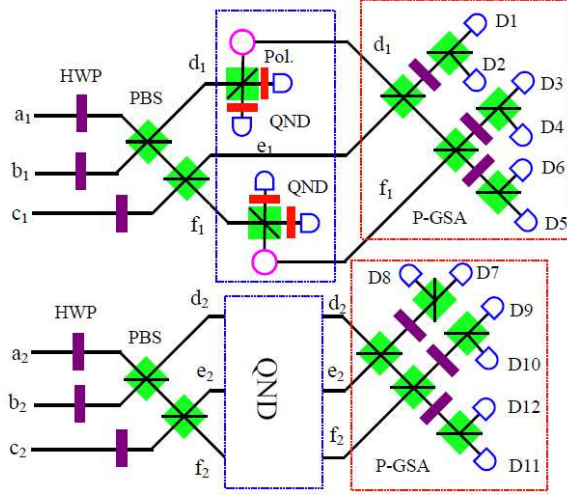 D1
d₁ Pol. d₁
HWP D2 D3
a₁ PBS QND D4
b₁ e₁ D6
c₁ QND f₁
f₁ P-GSA D5
D8 D7
d₂ d₂
HWP D9
PBS
a₂ e₂ QND e₂ D10
b₂
D12
c₂ f₂
f₂ P-GSA D11